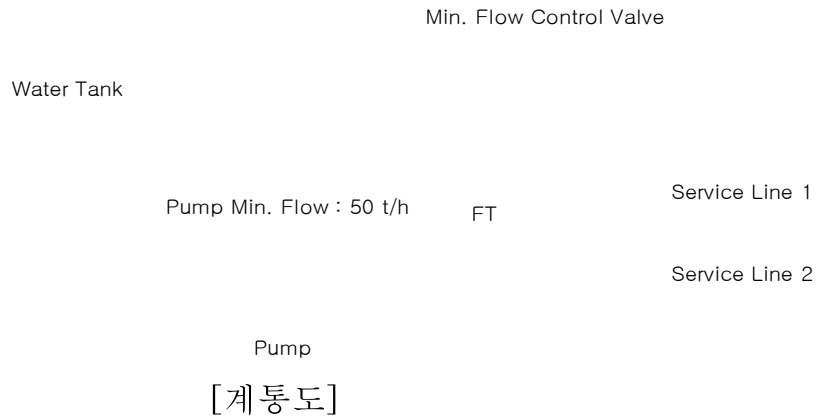 Min. Flow Control Valve
Water Tank
Service Line 1
Pump Min. Flow : 50 t/h
FT
Service Line 2
Pump
[계통도]